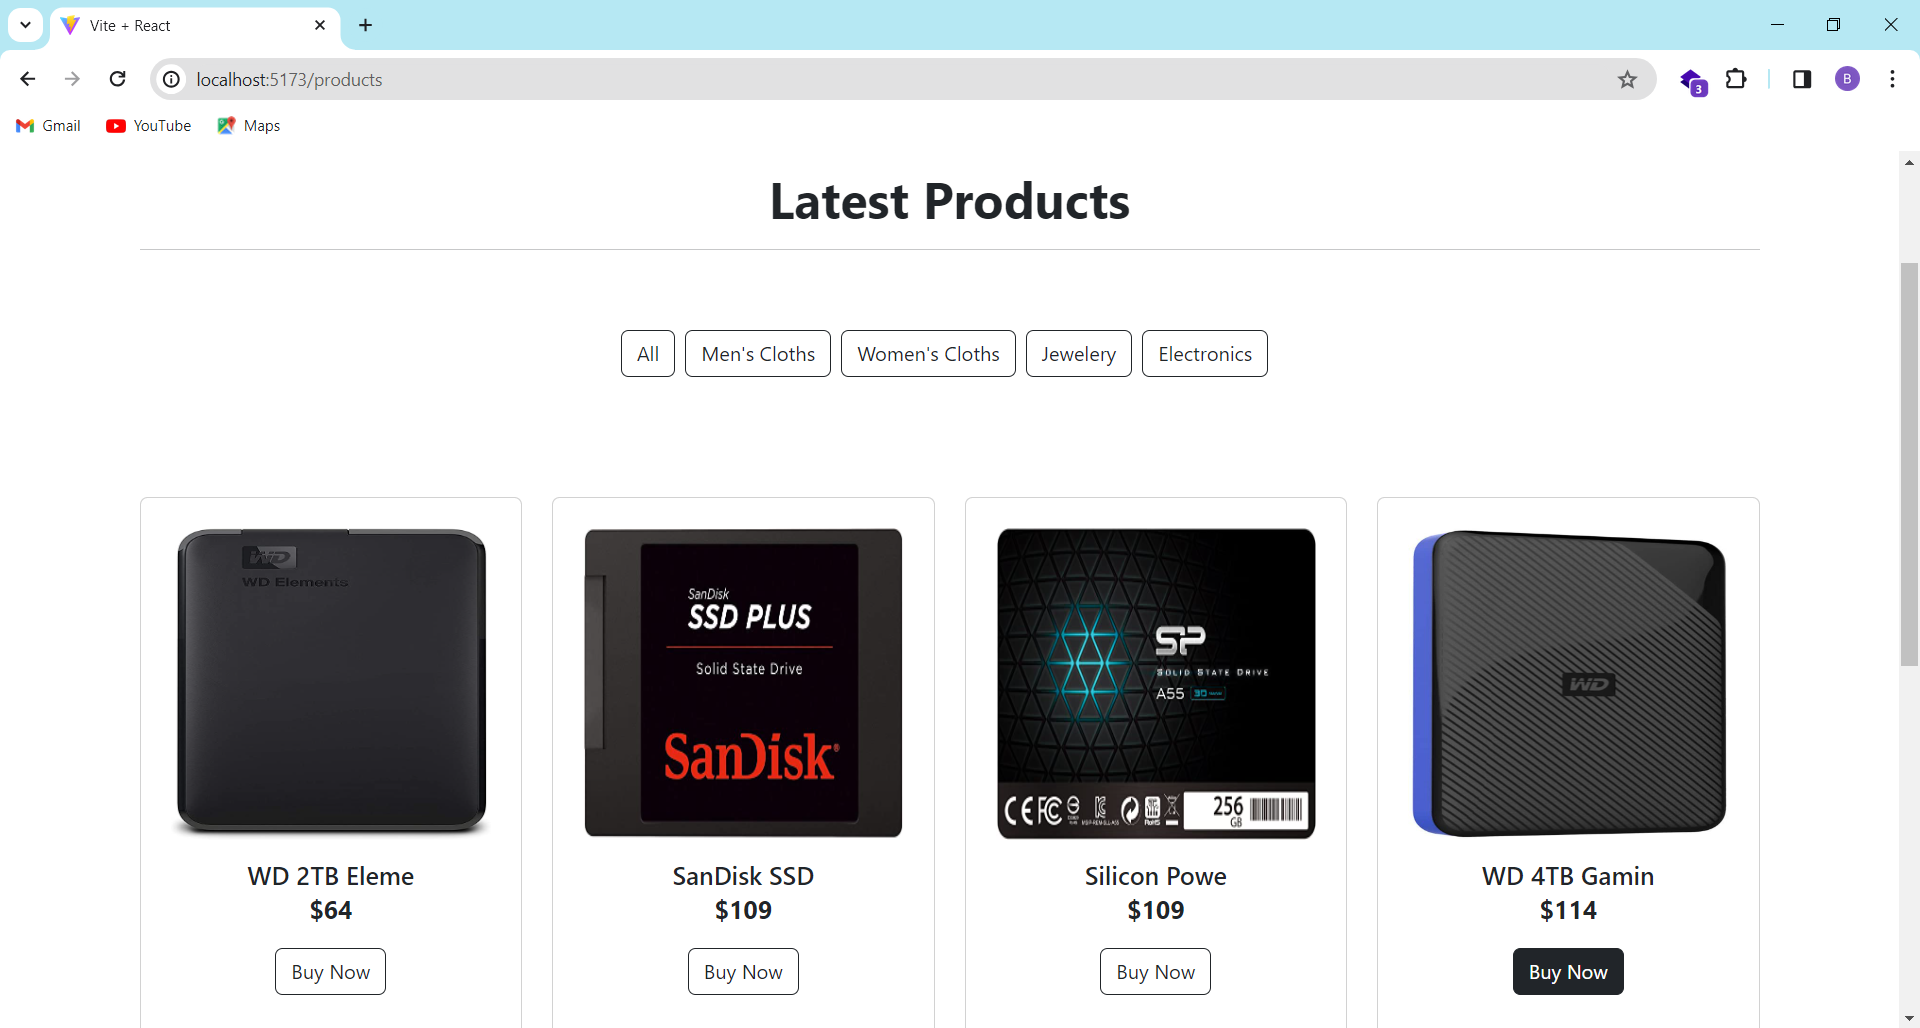 Vite + React
localhost:5173/products
3
B
Gmail
YouTube
Maps
Latest Products
All
Men's Cloths
Women's Cloths
Jewelery
Electronics
WD
WD Elements
SanDisk
SSD PLUS
Solid State Drive
SanDisk®
SP
SOLID STATE DRIVE
A55
256
GB
WD
WD 2TB Eleme
$64
Buy Now
SanDisk SSD
$109
Buy Now
Silicon Powe
$109
Buy Now
WD 4TB Gamin
$114
Buy Now